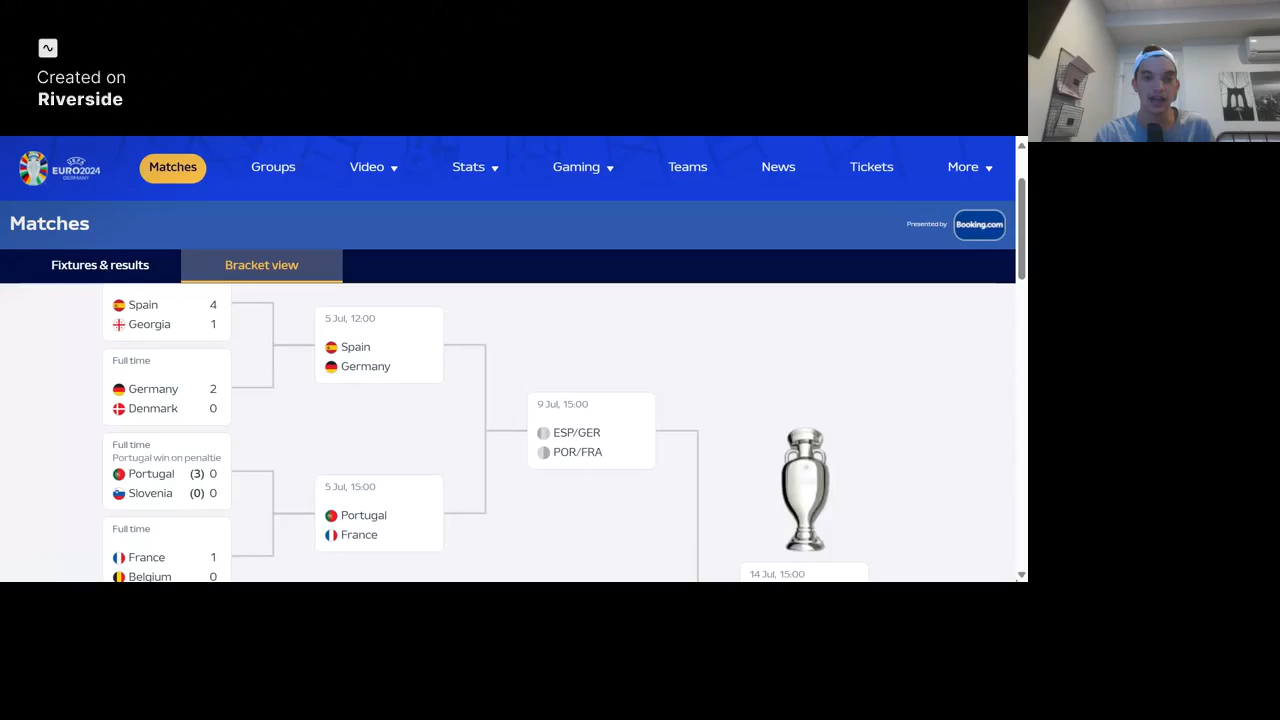 Created on
Riverside
UEFA
EURO2024
GERMANY
Matches
Groups
Video
Stats
Gaming
Teams
News
Tickets
More
Matches
Presented by
Booking.com
Fixtures & results
Bracket view
Spain 4
Georgia 1
Full time
Germany 2
Denmark 0
Full time
Portugal win on penaltie
Portugal (3) 0
Slovenia (0) 0
Full time
France 1
Belgium 0
5 Jul, 12:00
Spain
Germany
5 Jul, 15:00
Portugal
France
9 Jul, 15:00
ESP/GER
POR/FRA
14 Jul, 15:00